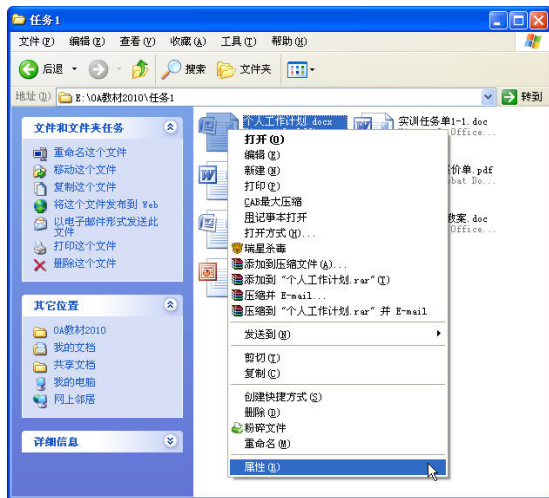 任务1
文件(F) 编辑(E) 查看(V) 收藏(A) 工具(T) 帮助(H)
后退 搜索 文件夹
地址(D) E:\OA教材2010\任务1 转到
文件和文件夹任务
重命名这个文件
移动这个文件
复制这个文件
将这个文件发布到 Web
以电子邮件形式发送此
文件
打印这个文件
删除这个文件
其它位置
OA教材2010
我的文档
共享文档
我的电脑
网上邻居
详细信息
个人工作计划.docx
实训任务单1-1.doc
Office...
价单.pdf
bat Do...
教案.doc
Office...
打开(O)
编辑(E)
新建(N)
打印(P)
CAB最大压缩
用记事本打开
打开方式(H)...
瑞星杀毒
添加到压缩文件(A)...
添加到 "个人工作计划.rar"(T)
压缩并 E-mail...
压缩到 "个人工作计划.rar" 并 E-mail
发送到(N)
剪切(T)
复制(C)
创建快捷方式(S)
删除(D)
粉碎文件
重命名(M)
属性(R)